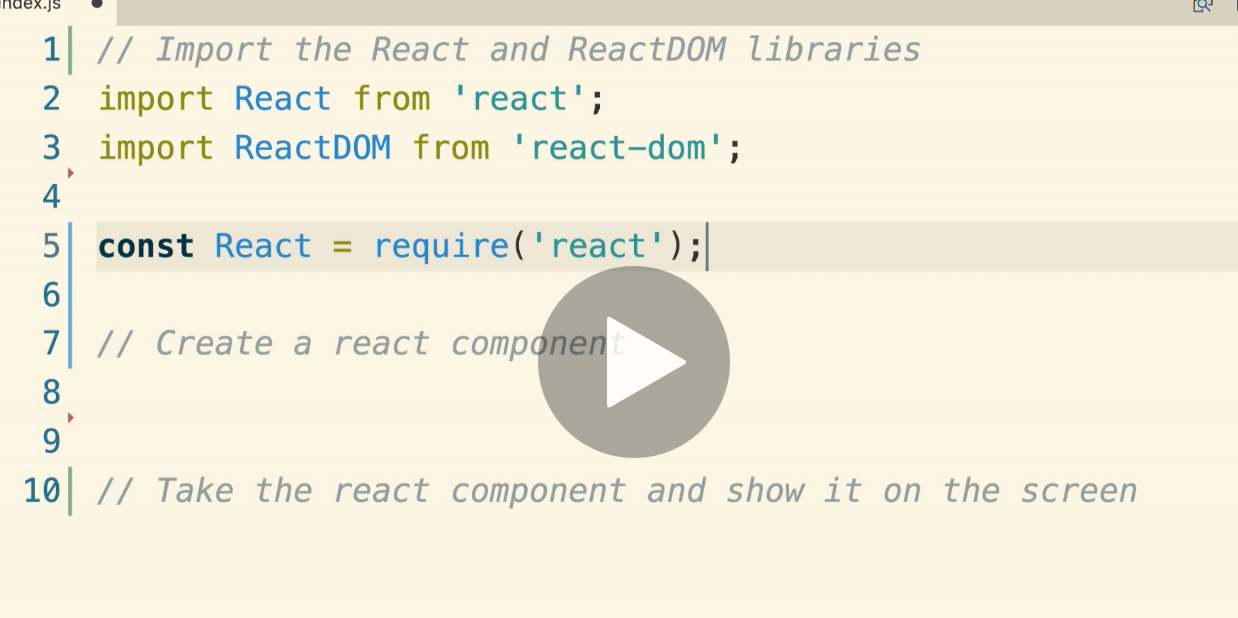 index.js
1 // Import the React and ReactDOM libraries
2 import React from 'react';
3 import ReactDOM from 'react-dom';
4
5 const React = require('react');
6
7 // Create a react component
8
9
10 // Take the react component and show it on the screen